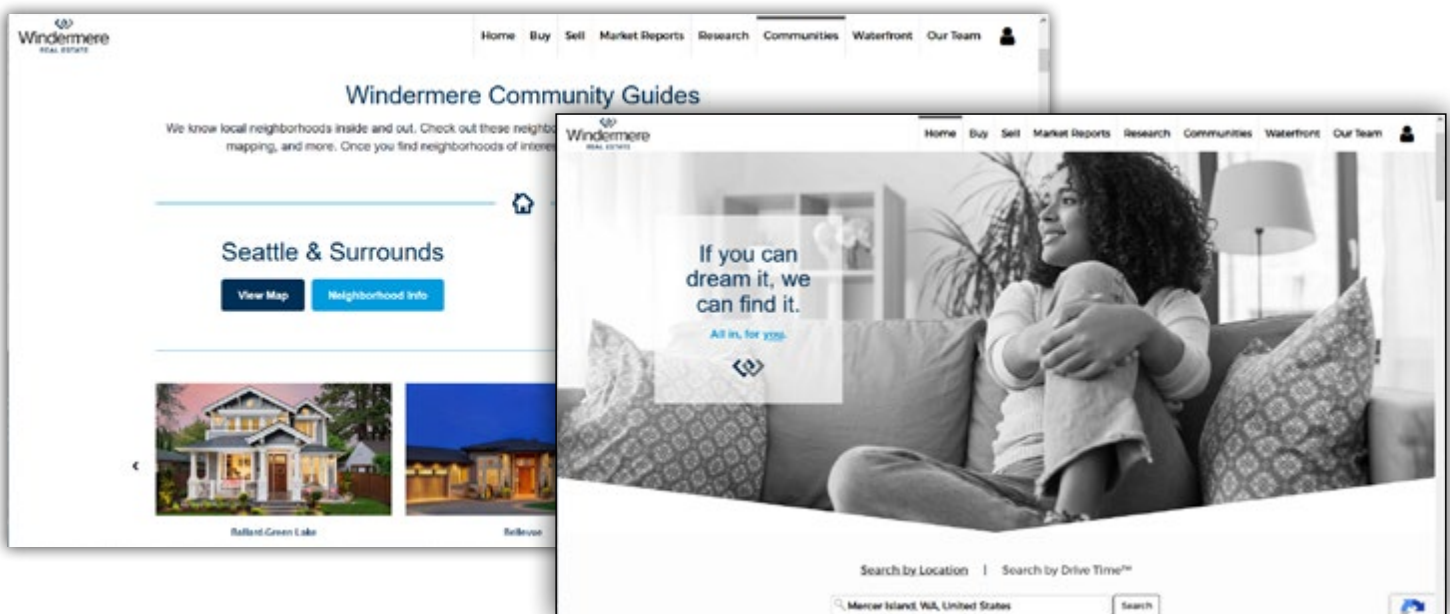 Windermere
REAL ESTATE
Home Buy Sell Market Reports Research Communities Waterfront Our Team
Windermere Community Guides
We know local neighborhoods inside and out. Check out these neighbo
mapping, and more. Once you find neighborhoods of interes
Seattle & Surrounds
View Map Neighborhood Info
Ballard-Green Lake Bellevue
Windermere
REAL ESTATE
Home Buy Sell Market Reports Research Communities Waterfront Our Team
If you can
dream it, we
can find it.
All in, for you.
Search by Location | Search by Drive Time™
Mercer Island, WA, United States Search